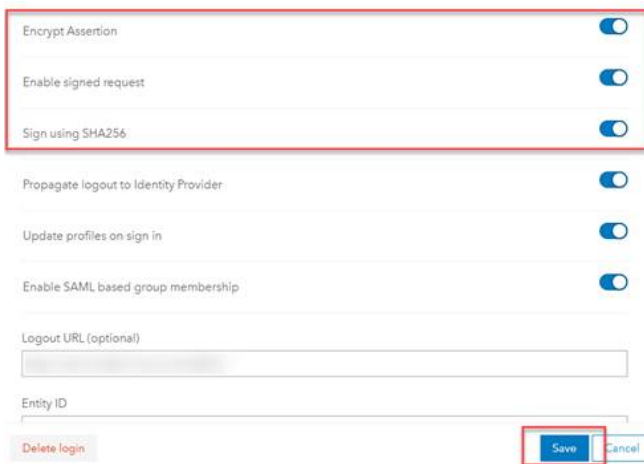 Encrypt Assertion
Enable signed request
Sign using SHA256
Propagate logout to Identity Provider
Update profiles on sign in
Enable SAML based group membership
Logout URL (optional)
Entity ID
Delete login
Save
Cancel